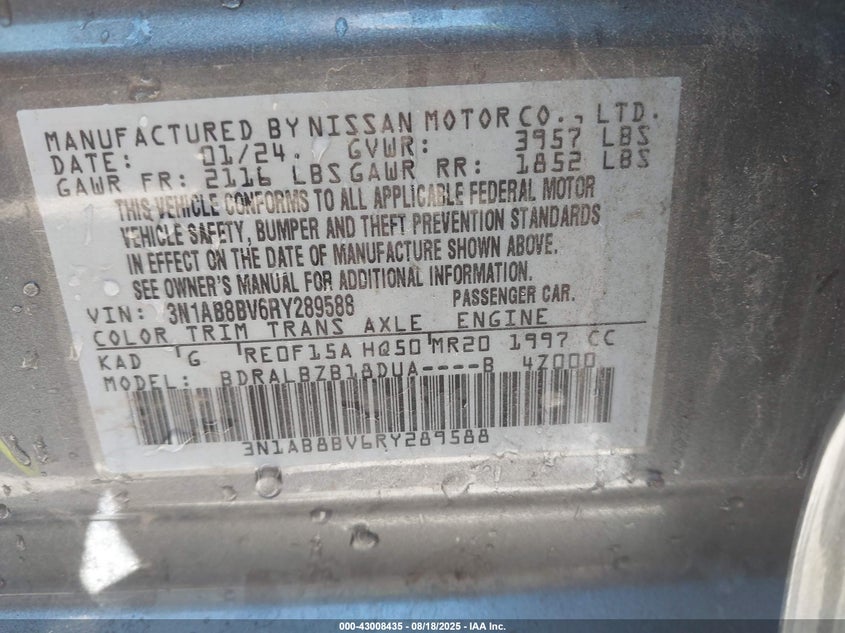 MANUFACTURED BY NISSAN MOTOR CO., LTD.
DATE: 01/24. GVWR: 3957 LBS
GAWR FR: 2116 LBS GAWR RR: 1852 LBS
THIS VEHICLE CONFORMS TO ALL APPLICABLE FEDERAL MOTOR
VEHICLE SAFETY, BUMPER AND THEFT PREVENTION STANDARDS
IN EFFECT ON THE DATE OF MANUFACTURE SHOWN ABOVE.
SEE OWNER'S MANUAL FOR ADDITIONAL INFORMATION.
VIN: 3N1AB8BV6RY289588 PASSENGER CAR.
COLOR TRIM TRANS AXLE ENGINE
KAD G RE0F15A HQ50 MR20 1997 CC
MODEL: BDRALBZB18DUA----B 4Z000
3N1AB8BV6RY289588
000-43008435 - 08/18/2025 - IAA Inc.